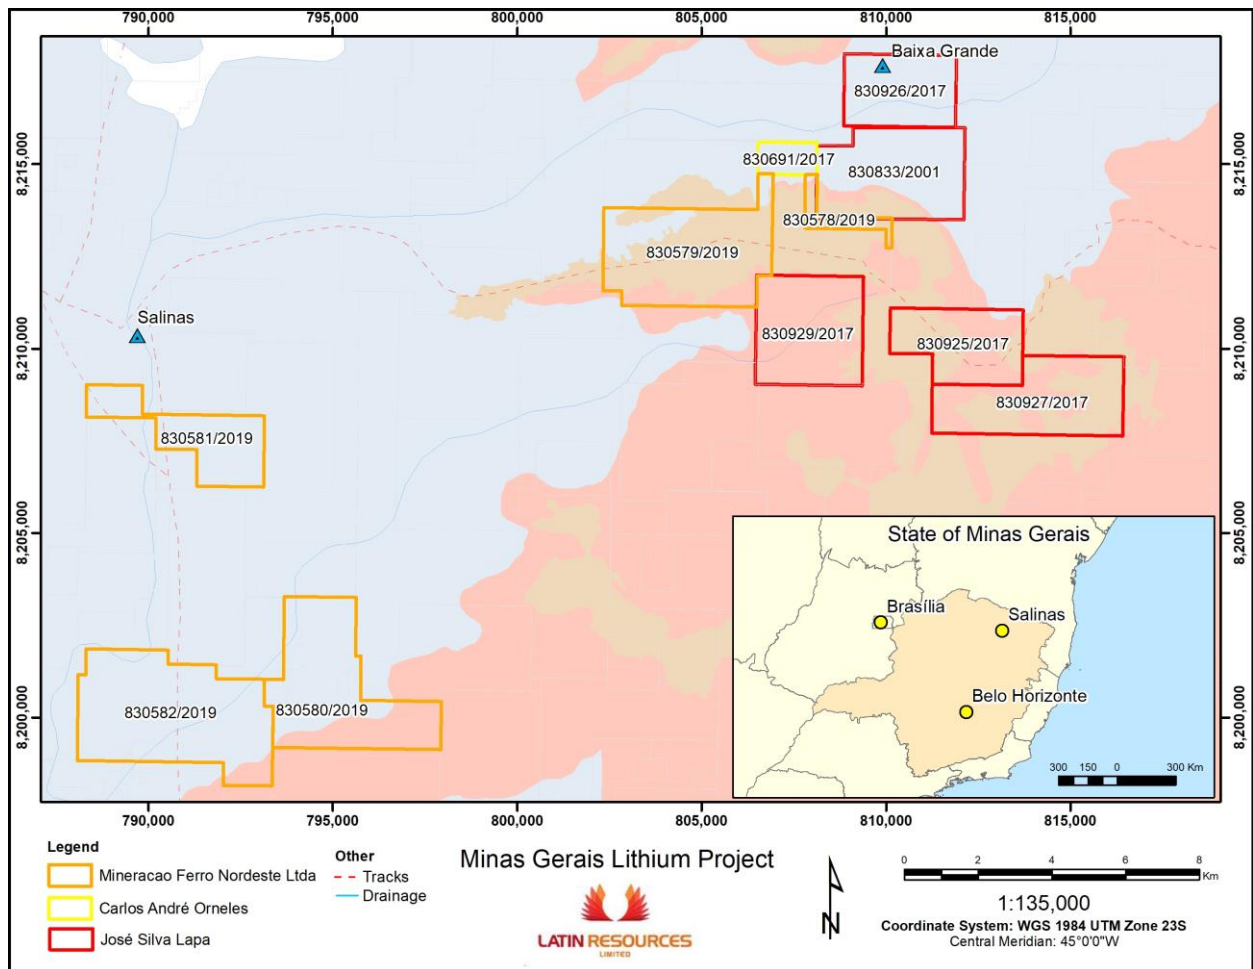 790,000
795,000
800,000
805,000
810,000
815,000
Baixa Grande
830926/2017
8,215,000
8,215,000
830691/2017
830833/2001
830578/2019
830579/2019
Salinas
830929/2017
830925/2017
8,210,000
8,210,000
830927/2017
830581/2019
8,205,000
8,205,000
State of Minas Gerais
Brasília
Salinas
Belo Horizonte
300 150 0 300 Km
830582/2019
830580/2019
8,200,000
8,200,000
790,000
795,000
800,000
805,000
810,000
815,000
Legend
Mineracao Ferro Nordeste Ltda
Carlos André Orneles
José Silva Lapa
Other
Tracks
Drainage
Minas Gerais Lithium Project
LATIN RESOURCES
LIMITED
N
0 2 4 6 8
Km
1:135,000
Coordinate System: WGS 1984 UTM Zone 23S
Central Meridian: 45°0'0"W